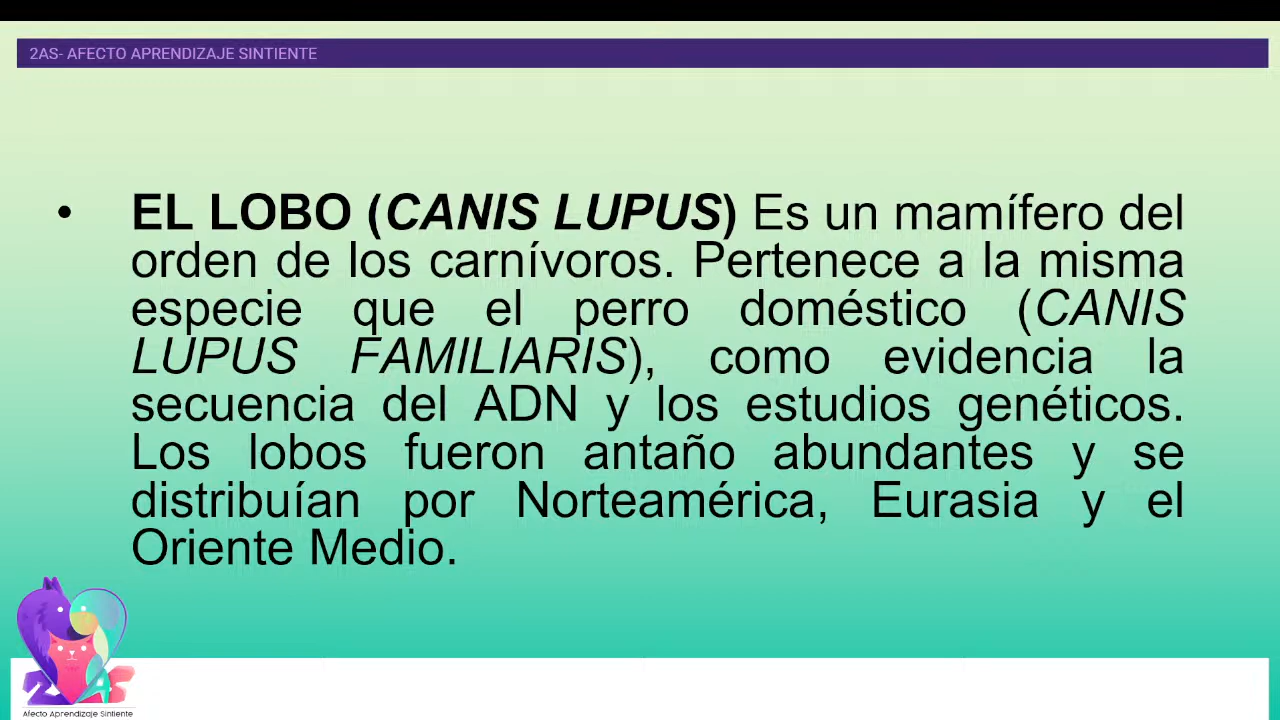 2AS- AFECTO APRENDIZAJE SINTIENTE
• EL LOBO (CANIS LUPUS) Es un mamífero del
orden de los carnívoros. Pertenece a la misma
especie que el perro doméstico (CANIS
LUPUS FAMILIARIS), como evidencia la
secuencia del ADN y los estudios genéticos.
Los lobos fueron antaño abundantes y se
distribuían por Norteamérica, Eurasia y el
Oriente Medio.
2AS
Afecto Aprendizaje Sintiente